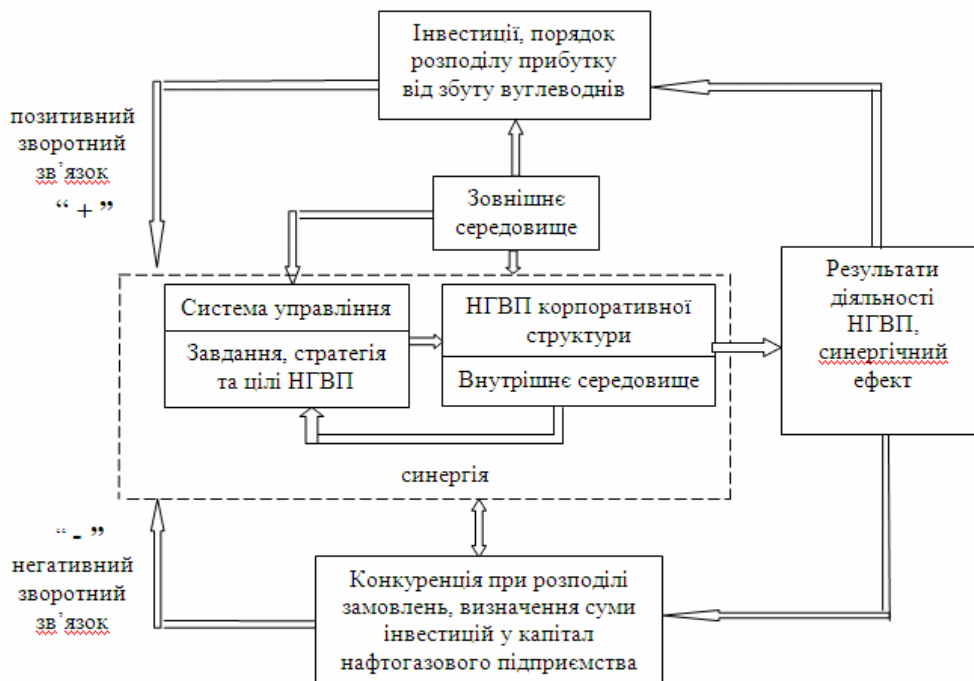 Інвестиції, порядок
розподілу прибутку
від збуту вуглеводнів
позитивний
зворотний
зв’язок
“ + ”
Зовнішнє
середовище
Система управління
Завдання, стратегія
та цілі НГВП
НГВП корпоративної
структури
Внутрішнє середовище
Результати
діяльності
НГВП,
синергічний
ефект
синергія
“ - ”
негативний
зворотний
зв’язок
Конкуренція при розподілі
замовлень, визначення суми
інвестицій у капітал
нафтогазового підприємства